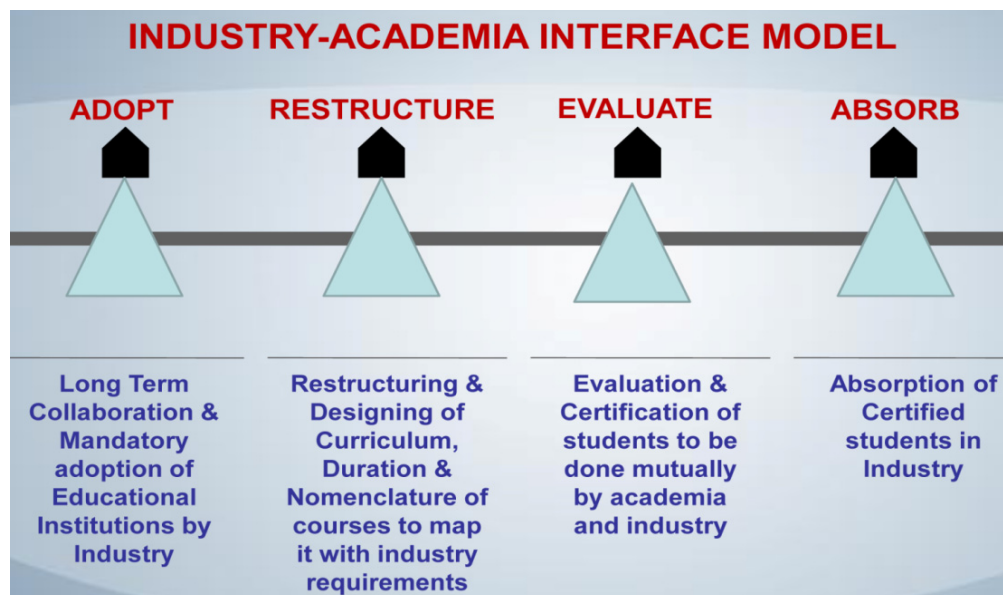 INDUSTRY-ACADEMIA INTERFACE MODEL
ADOPT
RESTRUCTURE
EVALUATE
ABSORB
Long Term
Collaboration &
Mandatory
adoption of
Educational
Institutions by
Industry
Restructuring &
Designing of
Curriculum,
Duration &
Nomenclature of
courses to map
it with industry
requirements
Evaluation &
Certification of
students to be
done mutually
by academia
and industry
Absorption of
Certified
students in
Industry